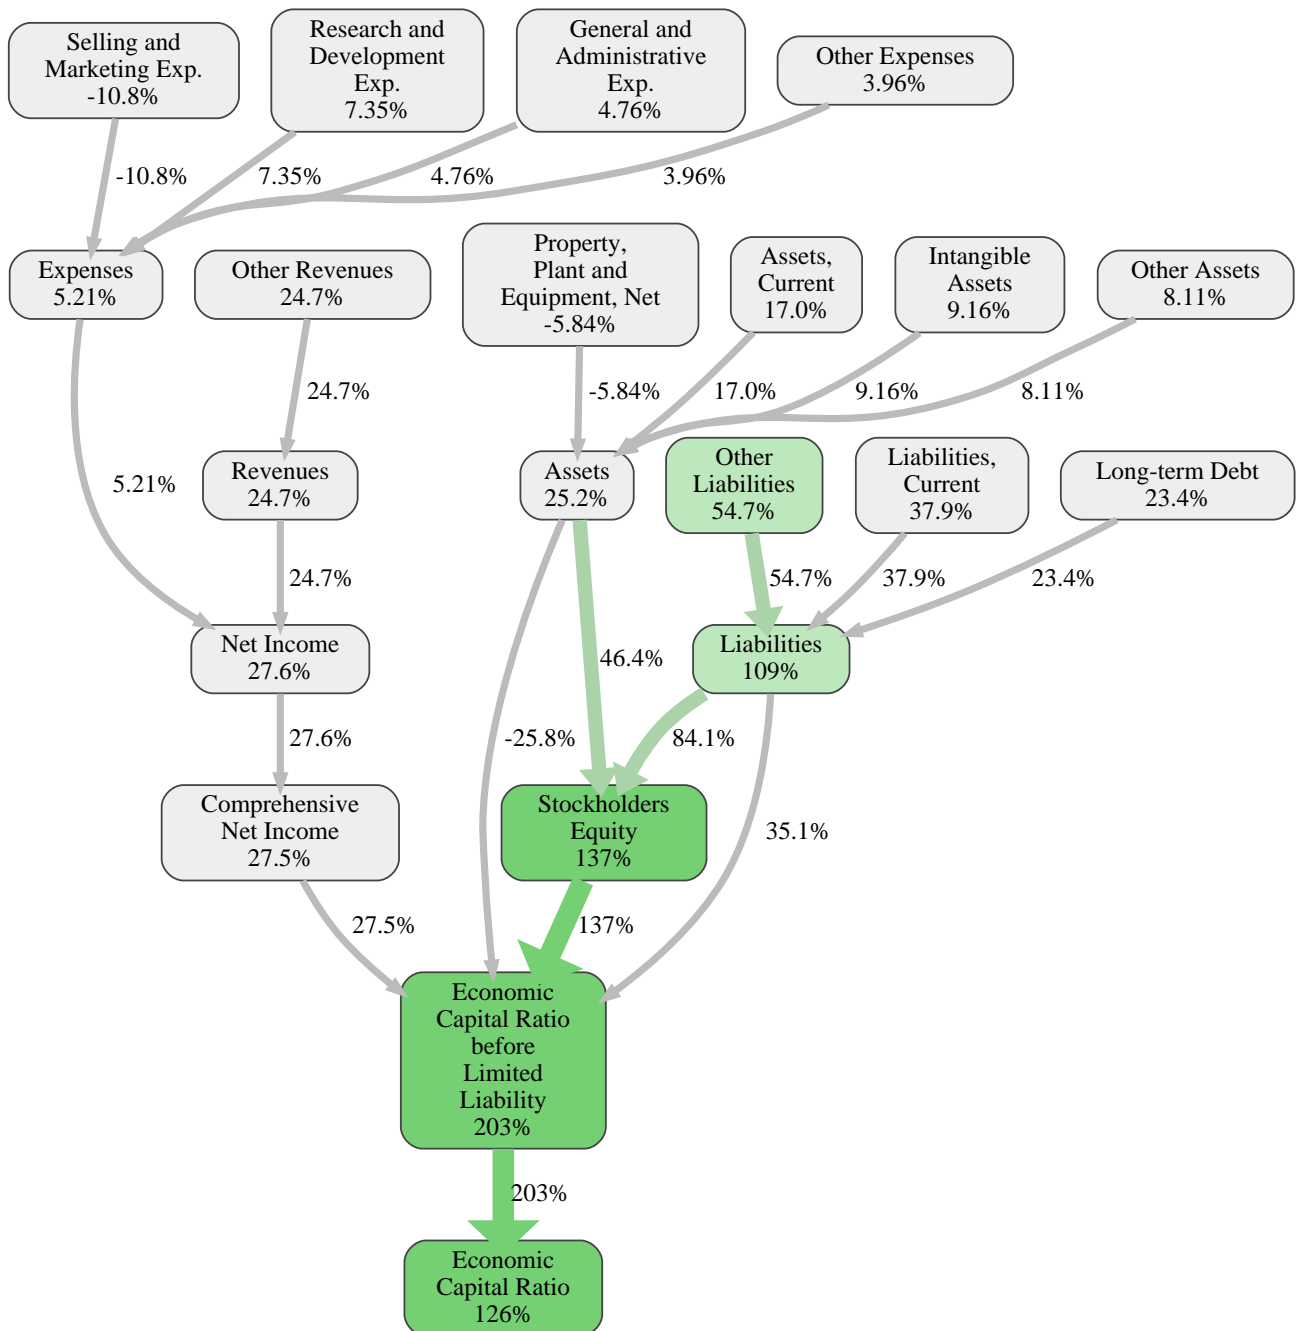 Selling and
Marketing Exp.
-10.8%
Research and
Development
Exp.
7.35%
General and
Administrative
Exp.
4.76%
Other Expenses
3.96%
-10.8%
7.35%
4.76%
3.96%
Expenses
5.21%
Other Revenues
24.7%
Property,
Plant and
Equipment, Net
-5.84%
Assets,
Current
17.0%
Intangible
Assets
9.16%
Other Assets
8.11%
24.7%
-5.84%
17.0%
9.16%
8.11%
5.21%
Revenues
24.7%
Assets
25.2%
Other
Liabilities
54.7%
Liabilities,
Current
37.9%
Long-term Debt
23.4%
24.7%
54.7%
37.9%
23.4%
Net Income
27.6%
46.4%
Liabilities
109%
27.6%
-25.8%
84.1%
Comprehensive
Net Income
27.5%
Stockholders
Equity
137%
35.1%
27.5%
137%
Economic
Capital Ratio
before
Limited
Liability
203%
203%
Economic
Capital Ratio
126%